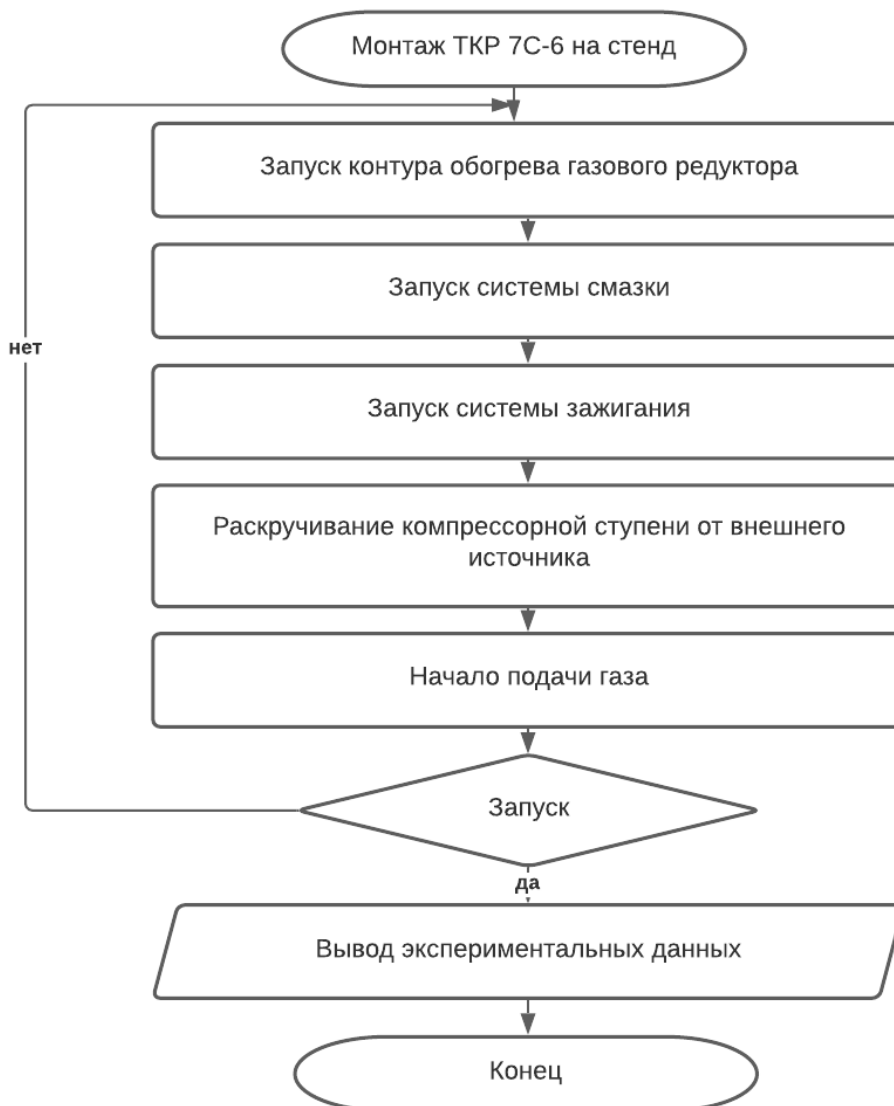 Монтаж ТКР 7С-6 на стенд
Запуск контура обогрева газового редуктора
Запуск системы смазки
нет
Запуск системы зажигания
Раскручивание компрессорной ступени от внешнего
источника
Начало подачи газа
Запуск
да
Вывод экспериментальных данных
Конец